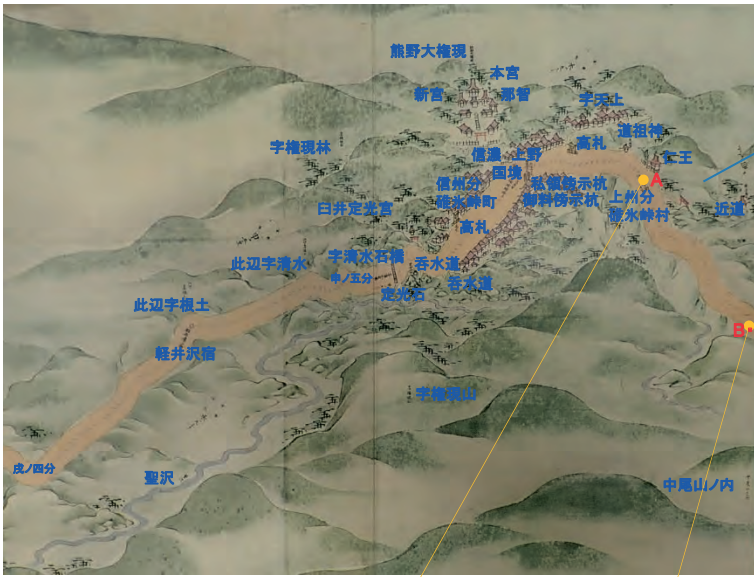 熊野大権現
本宮
新宮
那智
字天上
高札
道祖神
仁王
字権現林
信濃 上野
国境
信州分
碓氷峠町
私領傍示杭
御料傍示杭
上州分
碓氷峠村
A
近道
臼井定光宮
高札
此辺字清水
字清水石橋
申ノ五分
呑水道
呑水道
定光石
此辺字根土
軽井沢宿
B
字権現山
戌ノ四分
聖沢
中尾山ノ内